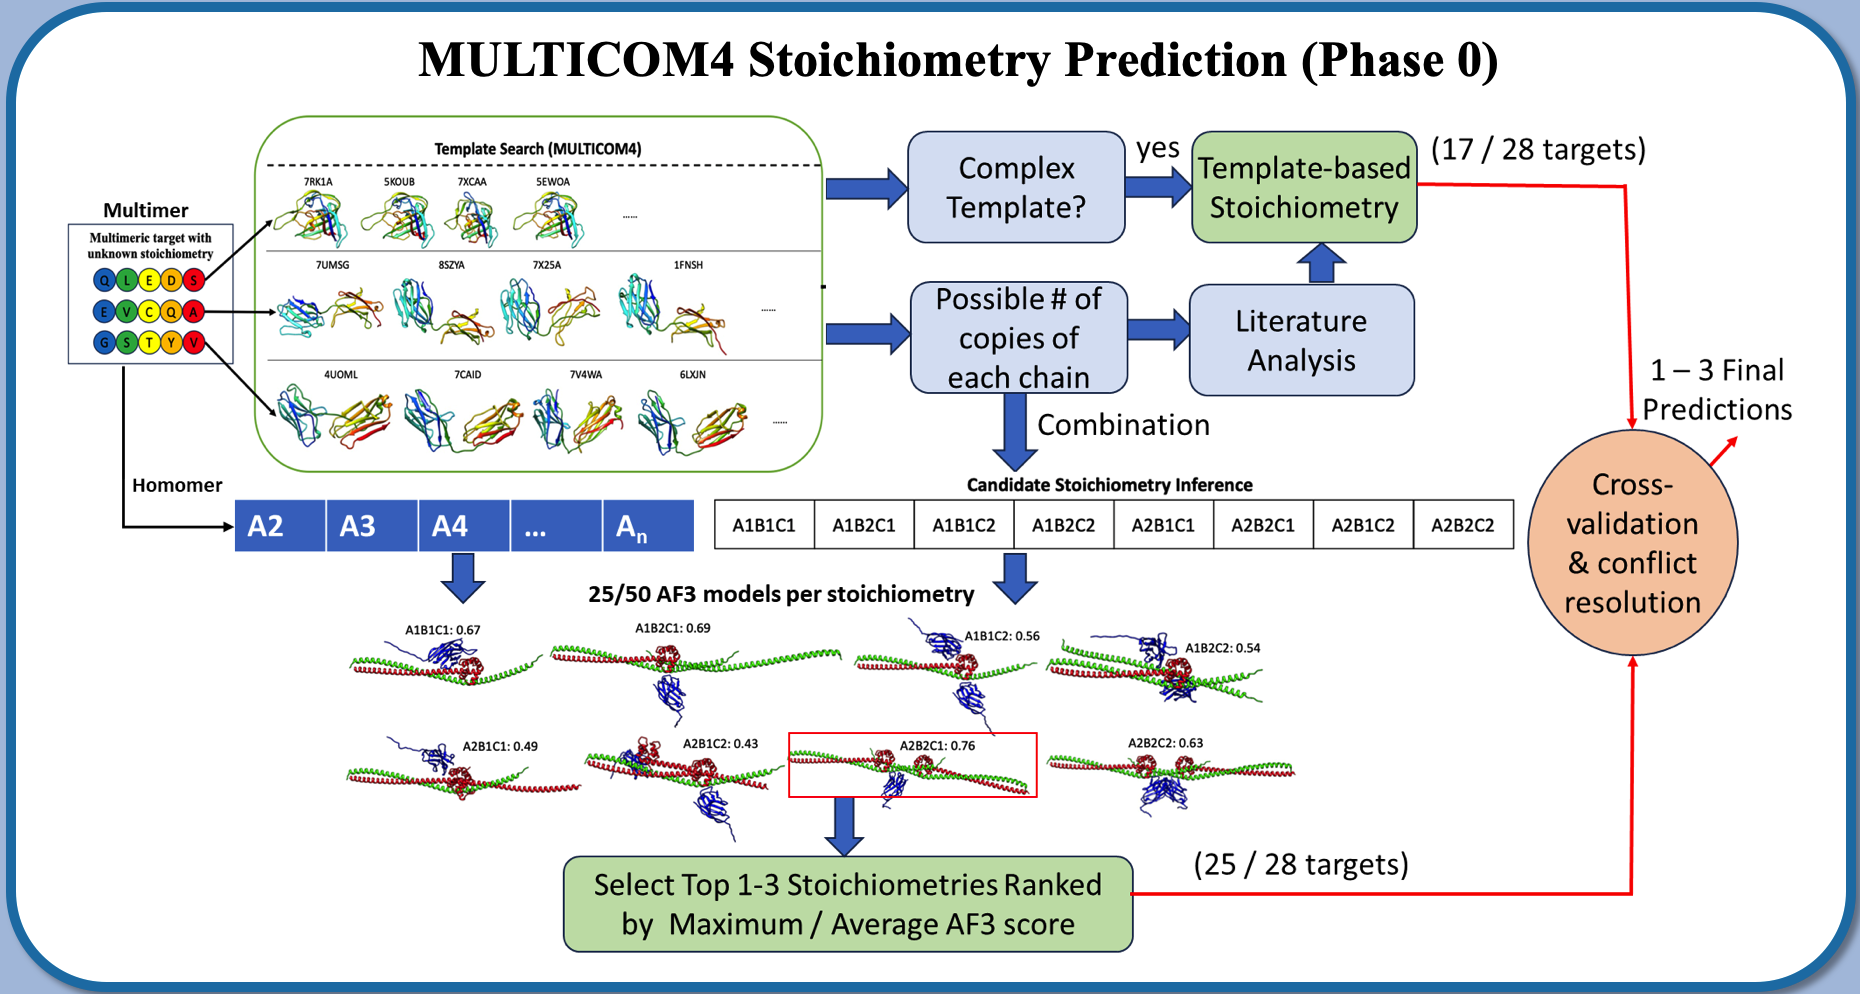 MULTICOM4 Stoichiometry Prediction (Phase 0)
Template Search (MULTICOM4)
7RK1A 5KOUB 7XCAA 5EWOA
......
Multimer
Multimeric target with
unknown stoichiometry
Q L E D S
E V C Q A
G S T Y V
7UMSG 8SZYA 7X25A 1FNSH
......
4UOML 7CAID 7V4WA 6LXJN
......
Complex
Template?
yes
Template-based
Stoichiometry
(17 / 28 targets)
Possible # of
copies of
each chain
Literature
Analysis
Combination
1 – 3 Final
Predictions
Cross-
validation
& conflict
resolution
Homomer
A2 A3 A4 ... An
Candidate Stoichiometry Inference
A1B1C1 A1B2C1 A1B1C2 A1B2C2 A2B1C1 A2B2C1 A2B1C2 A2B2C2
25/50 AF3 models per stoichiometry
A1B1C1: 0.67
A1B2C1: 0.69
A1B1C2: 0.56
A1B2C2: 0.54
A2B1C1: 0.49
A2B1C2: 0.43
A2B2C1: 0.76
A2B2C2: 0.63
Select Top 1-3 Stoichiometries Ranked
by Maximum / Average AF3 score
(25 / 28 targets)